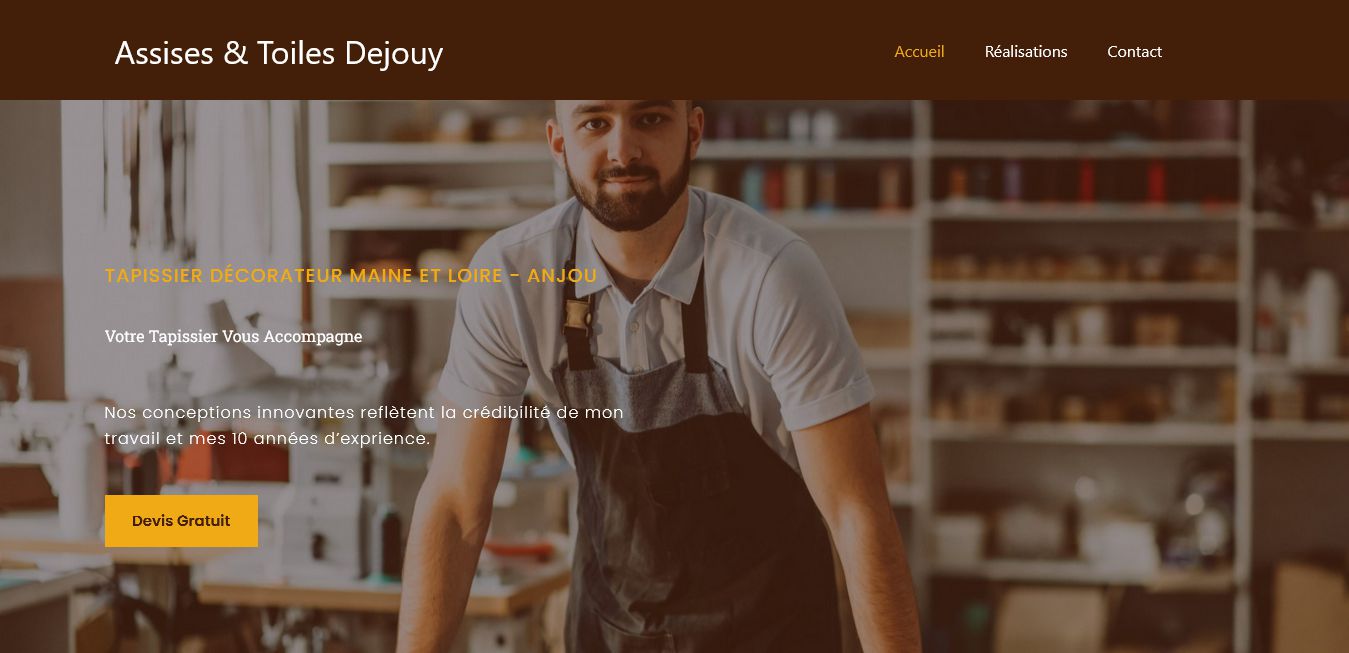 Assises & Toiles Dejouy
Accueil Réalisations Contact
TAPISSIER DÉCORATEUR MAINE ET LOIRE - ANJOU
Votre Tapissier Vous Accompagne
Nos conceptions innovantes reflètent la crédibilité de mon
travail et mes 10 années d’exprience.
Devis Gratuit